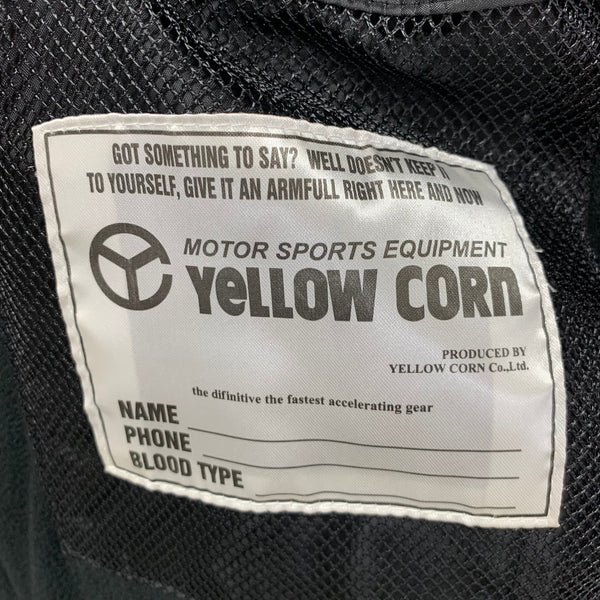 GOT SOMETHING TO SAY? WELL DOESN'T KEEP IT
TO YOURSELF, GIVE IT AN ARMFULL RIGHT HERE AND NOW
MOTOR SPORTS EQUIPMENT
YeLLOW CORn
PRODUCED BY
YELLOW CORN Co.,Ltd.
the difinitive the fastest accelerating gear
NAME
PHONE
BLOOD TYPE